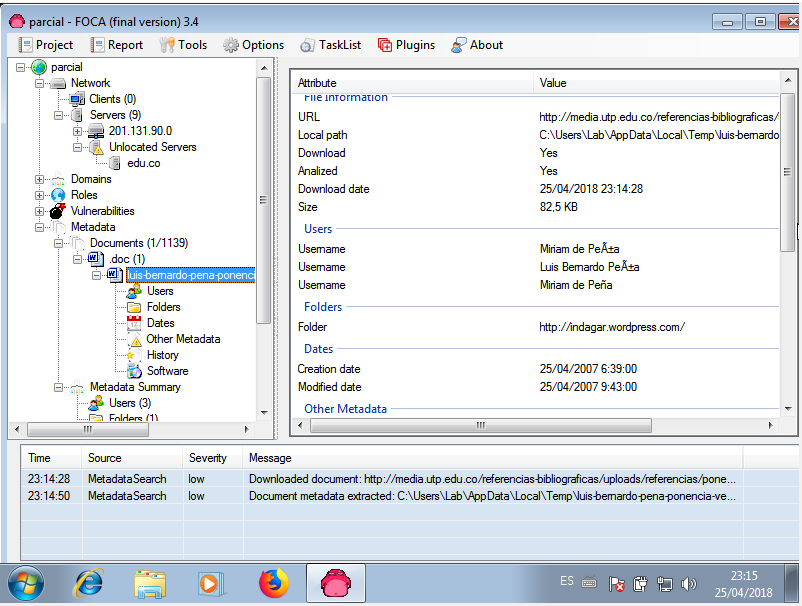 parcial - FOCA (final version) 3.4
Project Report Tools Options TaskList Plugins About
parcial
Network
Clients (0)
Servers (9)
201.131.90.0
Unlocated Servers
edu.co
Domains
Roles
Vulnerabilities
Metadata
Documents (1/1139)
.doc (1)
luis-bernardo-pena-ponenci
Users
Folders
Dates
Other Metadata
History
Software
Metadata Summary
Users (3)
Folders (1)
Attribute Value
File Information
URL http://media.utp.edu.co/referencias-bibliograficas/
Local path C:\Users\Lab\AppData\Local\Temp\luis-bernardo
Download Yes
Analized Yes
Download date 25/04/2018 23:14:28
Size 82,5 KB
Users
Username Miriam de PeÃ±a
Username Luis Bernardo PeÃ±a
Username Miriam de Peña
Folders
Folder http://indagar.wordpress.com/
Dates
Creation date 25/04/2007 6:39:00
Modified date 25/04/2007 9:43:00
Other Metadata
Time Source Severity Message
23:14:28 MetadataSearch low Downloaded document: http://media.utp.edu.co/referencias-bibliograficas/uploads/referencias/pone...
23:14:50 MetadataSearch low Document metadata extracted: C:\Users\Lab\AppData\Local\Temp\luis-bernardo-pena-ponencia-ve...
ES
23:15
25/04/2018